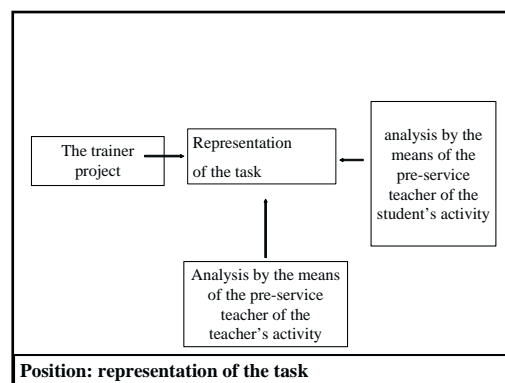 The trainer
project
Representation
of the task
analysis by the
means of the
pre-service
teacher of the
student's activity
Analysis by the means
of the pre-service
teacher of the
teacher's activity
Position: representation of the task